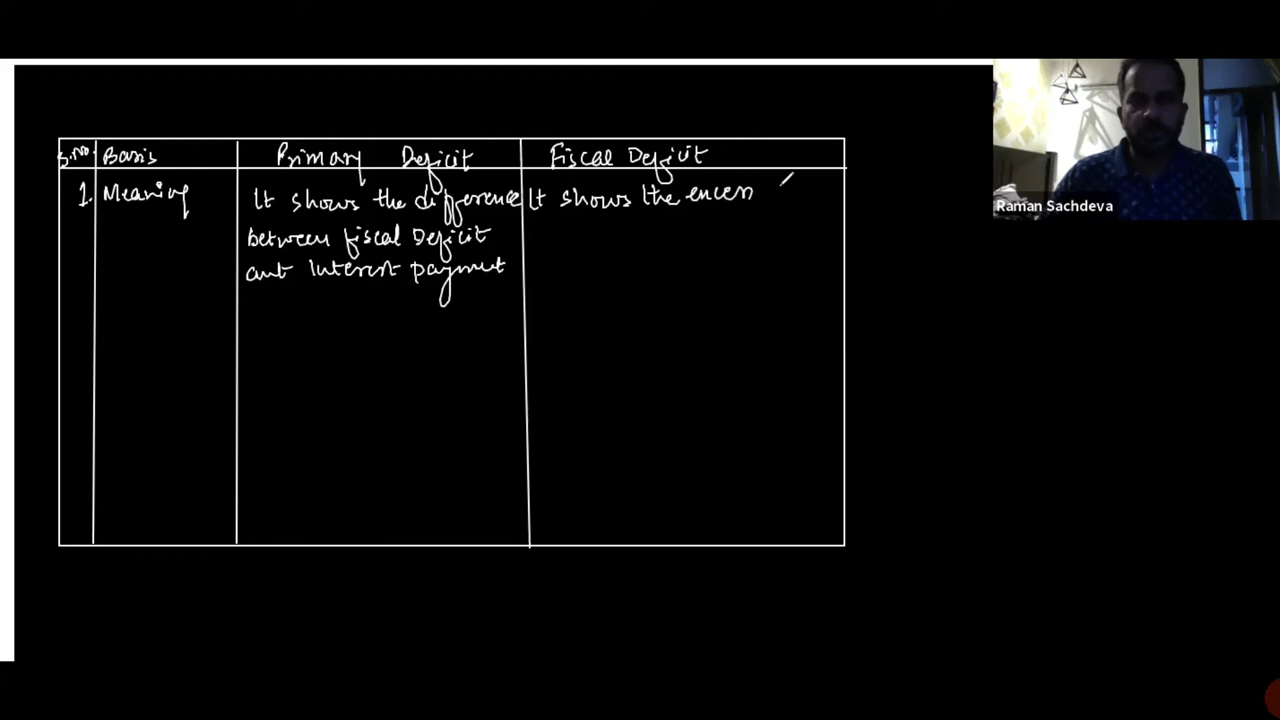 S.No. Basis Primary Deficit Fiscal Deficit
1. Meaning It shows the difference It shows the excess
between fiscal Deficit
and Interest payment
Raman Sachdeva